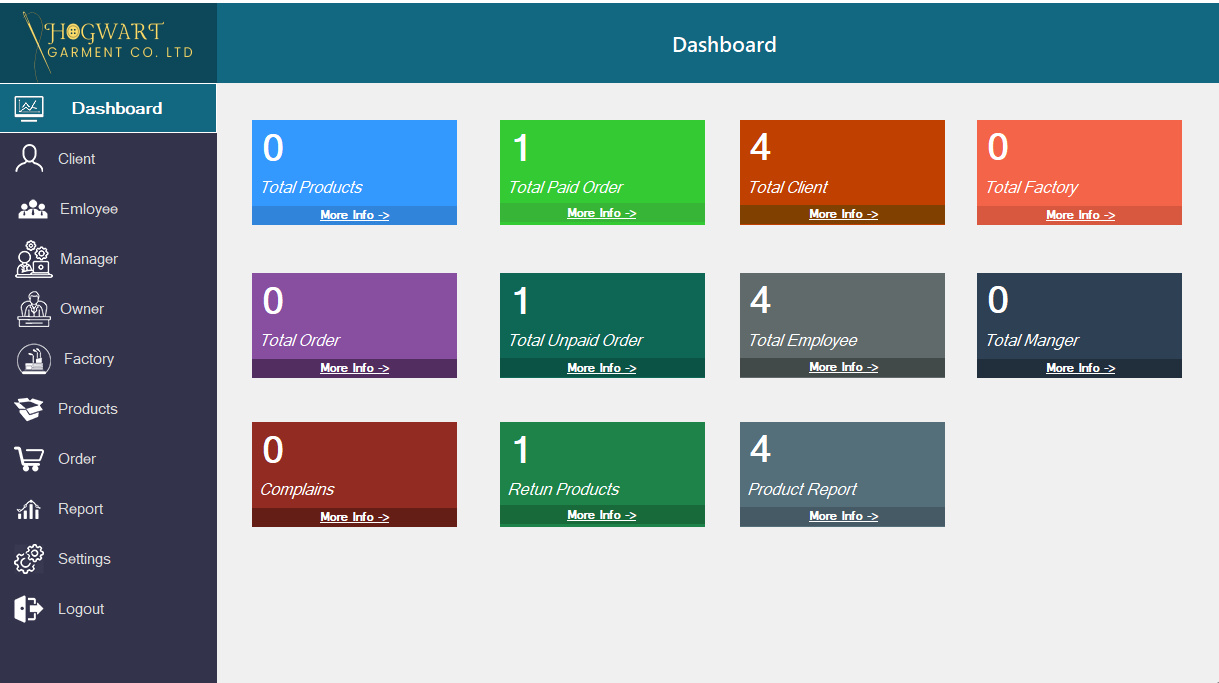 HOGWART
GARMENT CO. LTD
Dashboard
Dashboard
Client
Emloyee
Manager
Owner
Factory
Products
Order
Report
Settings
Logout
0
Total Products
More Info ->
1
Total Paid Order
More Info ->
4
Total Client
More Info ->
0
Total Factory
More Info ->
0
Total Order
More Info ->
1
Total Unpaid Order
More Info ->
4
Total Employee
More Info ->
0
Total Manger
More Info ->
0
Complains
More Info ->
1
Retun Products
More Info ->
4
Product Report
More Info ->